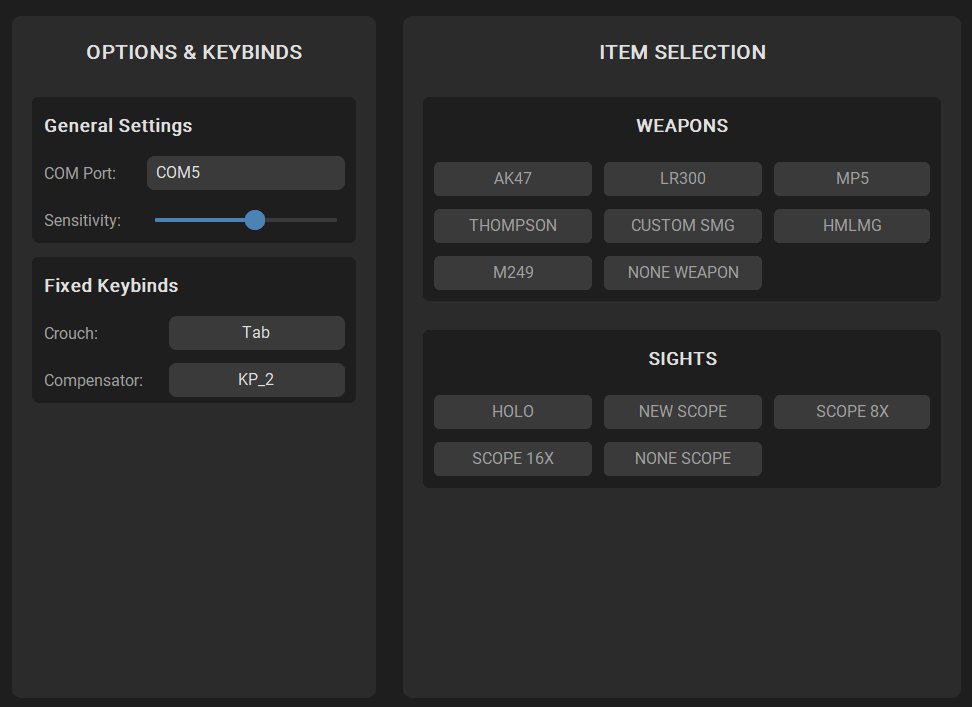 OPTIONS & KEYBINDS
General Settings
COM Port: COM5
Sensitivity:
Fixed Keybinds
Crouch: Tab
Compensator: KP_2
ITEM SELECTION
WEAPONS
AK47 LR300 MP5
THOMPSON CUSTOM SMG HMLMG
M249 NONE WEAPON
SIGHTS
HOLO NEW SCOPE SCOPE 8X
SCOPE 16X NONE SCOPE